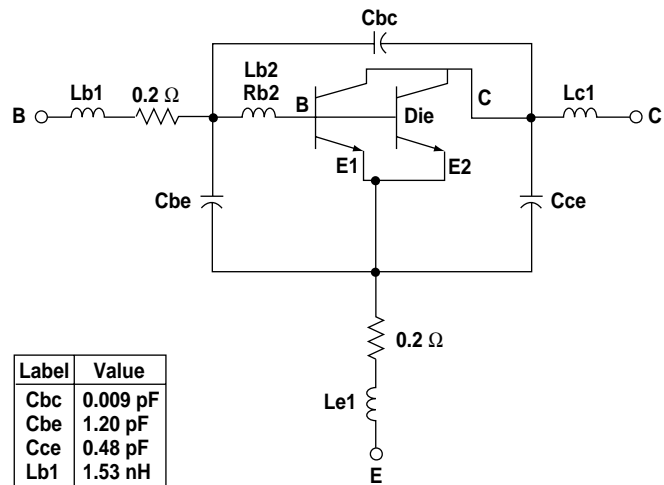 Cbc
Lb2
Rb2
Lb1
0.2 Ω
B
B
Die
C
Lc1
C
E1
E2
Cbe
Cce
0.2 Ω
Le1
E
Label Value
Cbc 0.009 pF
Cbe 1.20 pF
Cce 0.48 pF
Lb1 1.53 nH